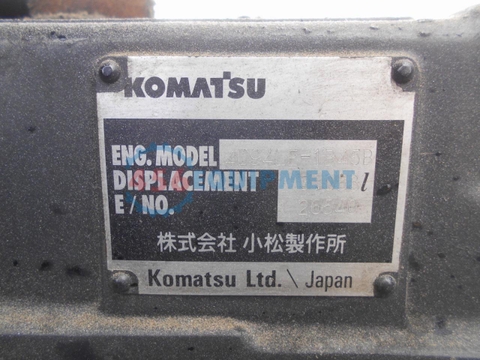 KOMATSU
ENG. MODEL
DISPLACEMENT l
E / NO.
株式会社 小松製作所
Komatsu Ltd. \ Japan